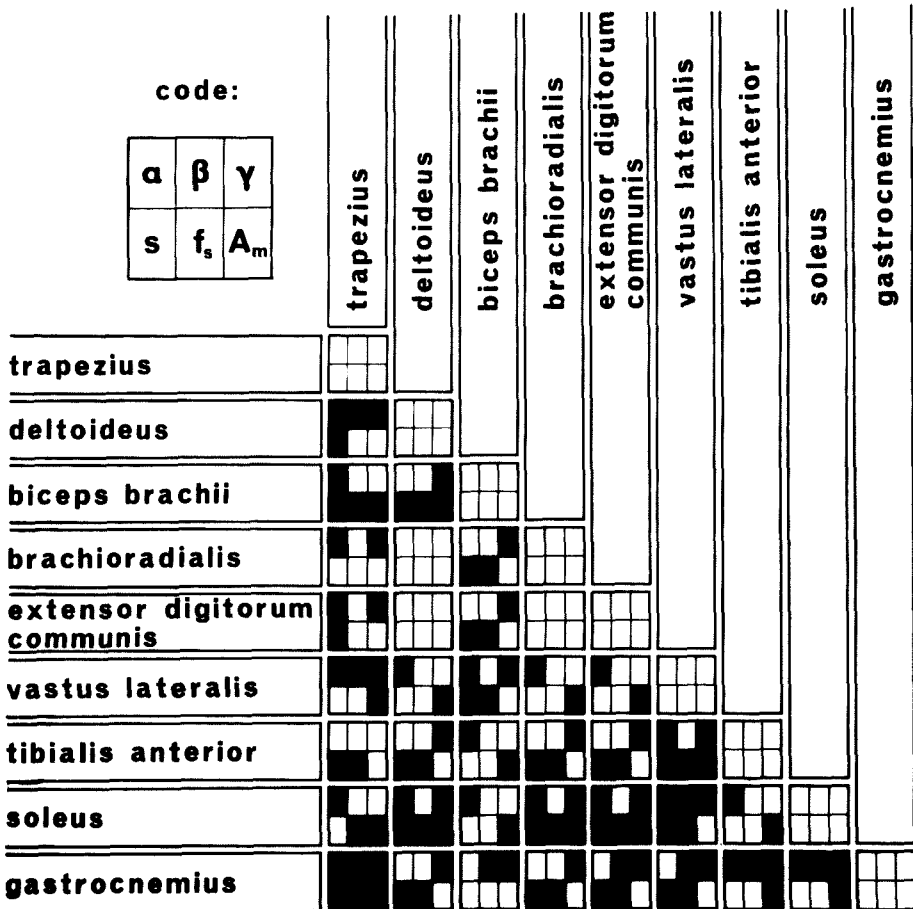 code:
α β γ
s fₛ Aₘ
trapezius
deltoideus
biceps brachii
brachioradialis
extensor digitorum
communis
vastus lateralis
tibialis anterior
soleus
gastrocnemius
trapezius
deltoideus
biceps brachii
brachioradialis
extensor digitorum
communis
vastus lateralis
tibialis anterior
soleus
gastrocnemius